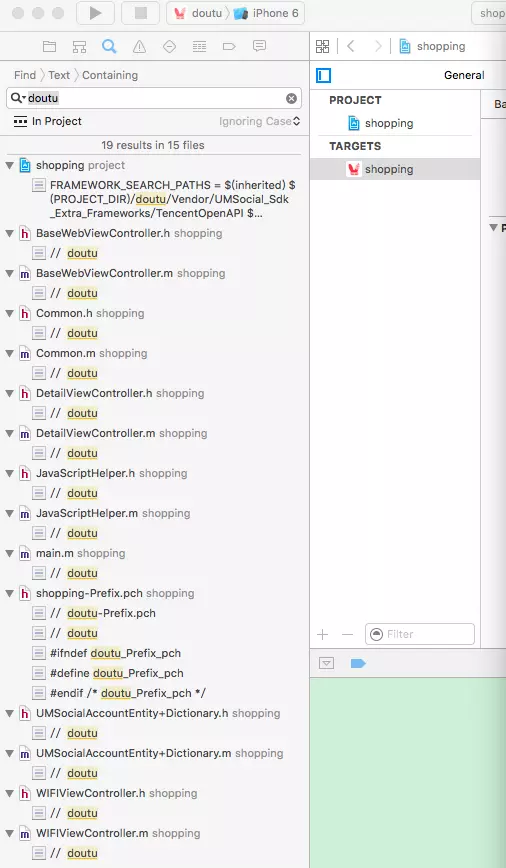 doutu iPhone 6
shop
shopping
Find Text Containing
General
doutu
Ba
PROJECT
In Project Ignoring Case
shopping
19 results in 15 files
TARGETS
shopping project
shopping
FRAMEWORK_SEARCH_PATHS = $(inherited) $
(PROJECT_DIR)/doutu/Vendor/UMSocial_Sdk
_Extra_Frameworks/TencentOpenAPI $...
P
BaseWebViewController.h shopping
// doutu
BaseWebViewController.m shopping
// doutu
Common.h shopping
// doutu
Common.m shopping
// doutu
DetailViewController.h shopping
// doutu
DetailViewController.m shopping
// doutu
JavaScriptHelper.h shopping
// doutu
JavaScriptHelper.m shopping
// doutu
main.m shopping
// doutu
shopping-Prefix.pch shopping
// doutu-Prefix.pch
// doutu
#ifndef doutu_Prefix_pch
#define doutu_Prefix_pch
#endif /* doutu_Prefix_pch */
Filter
UMSocialAccountEntity+Dictionary.h shopping
// doutu
UMSocialAccountEntity+Dictionary.m shopping
// doutu
WIFIViewController.h shopping
// doutu
WIFIViewController.m shopping
// doutu